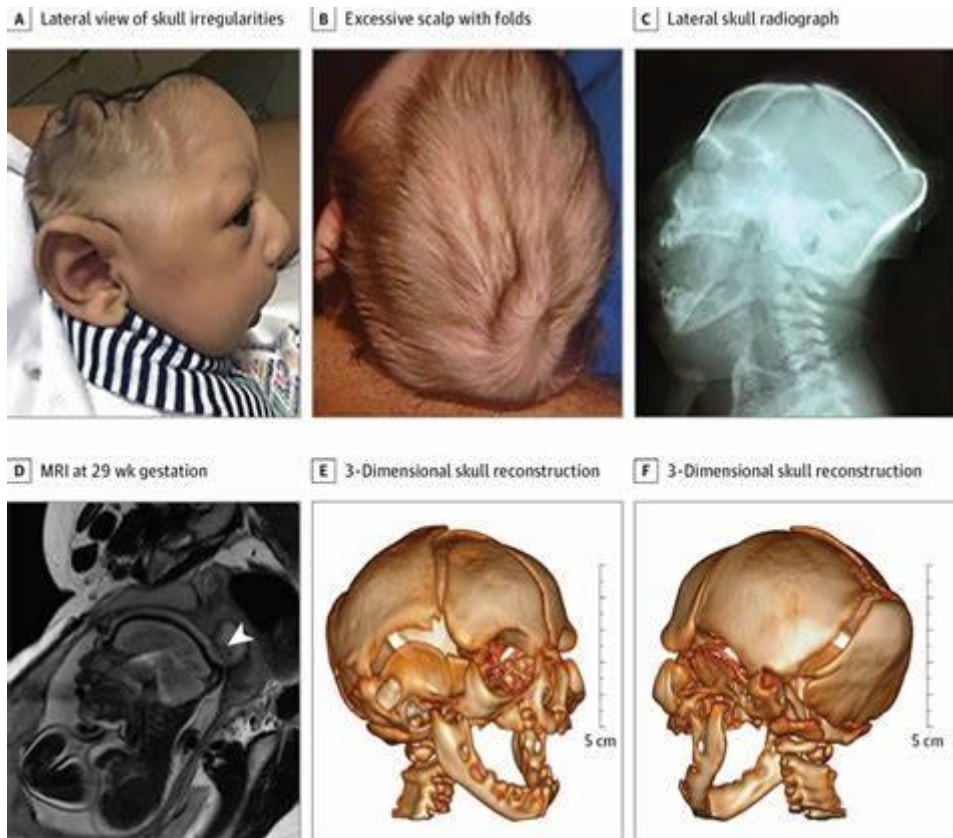 A Lateral view of skull irregularities
B Excessive scalp with folds
C Lateral skull radiograph
D MRI at 29 wk gestation
E 3-Dimensional skull reconstruction
F 3-Dimensional skull reconstruction
5 cm
5 cm